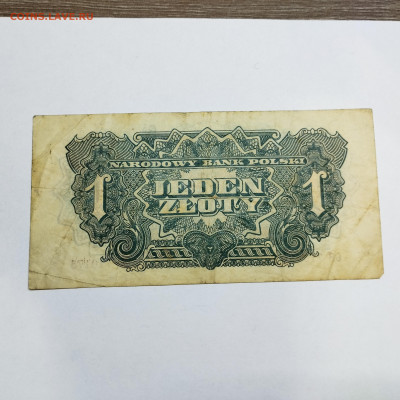 COINS.LAVE.RU
NARODOWY BANK POLSKI
1 JEDEN 1
ZŁOTY